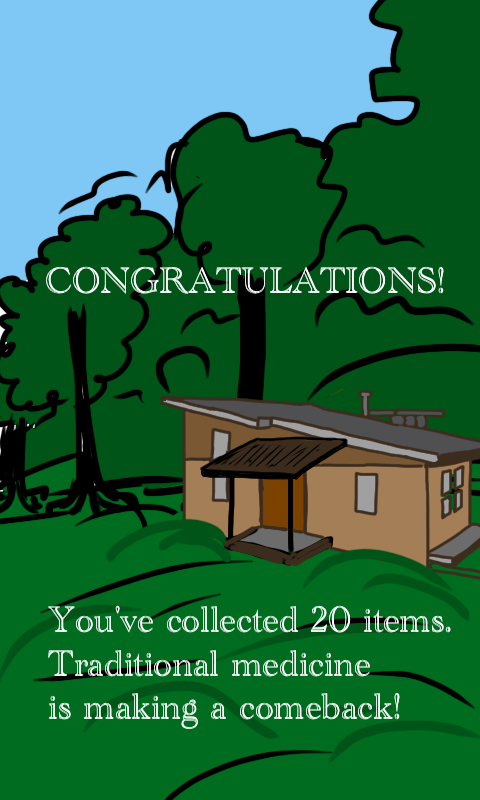 CONGRATULATIONS!
You've collected 20 items.
Traditional medicine
is making a comeback!